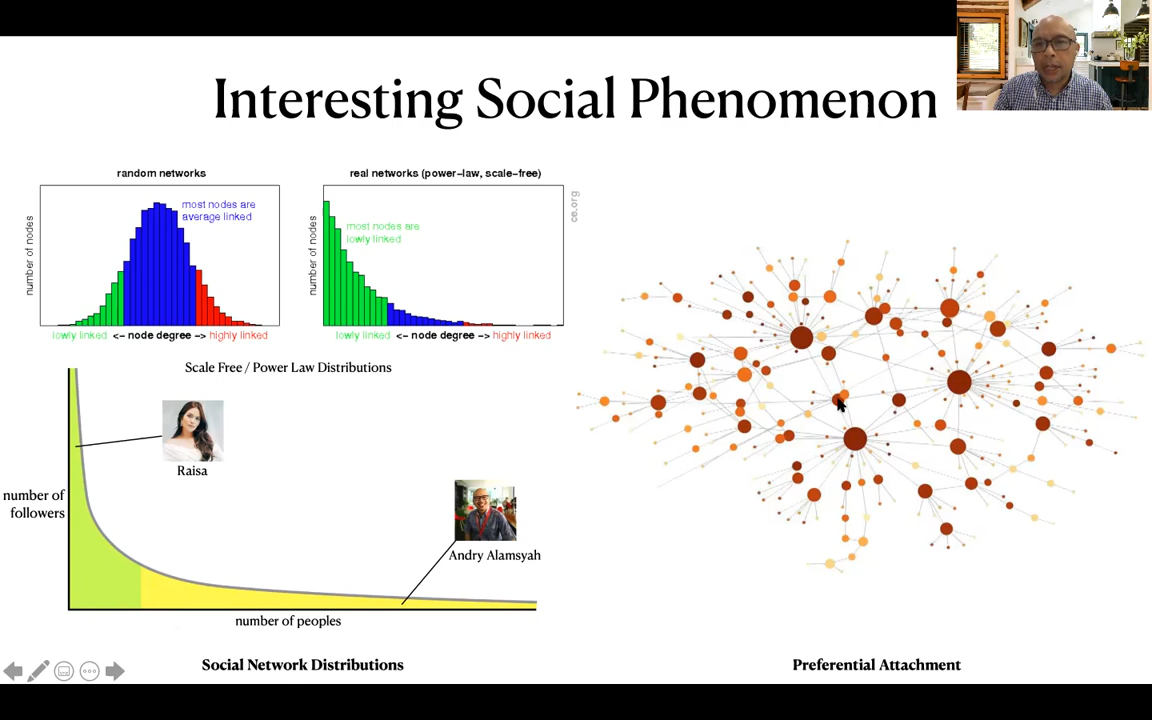 Interesting Social Phenomenon
random networks
number of nodes
most nodes are
average linked
lowly linked <-- node degree --> highly linked
real networks (power-law, scale-free)
number of nodes
most nodes are
lowly linked
lowly linked <-- node degree --> highly linked
ce.org
Scale Free / Power Law Distributions
Raisa
number of
followers
Andry Alamsyah
number of peoples
Social Network Distributions
Preferential Attachment